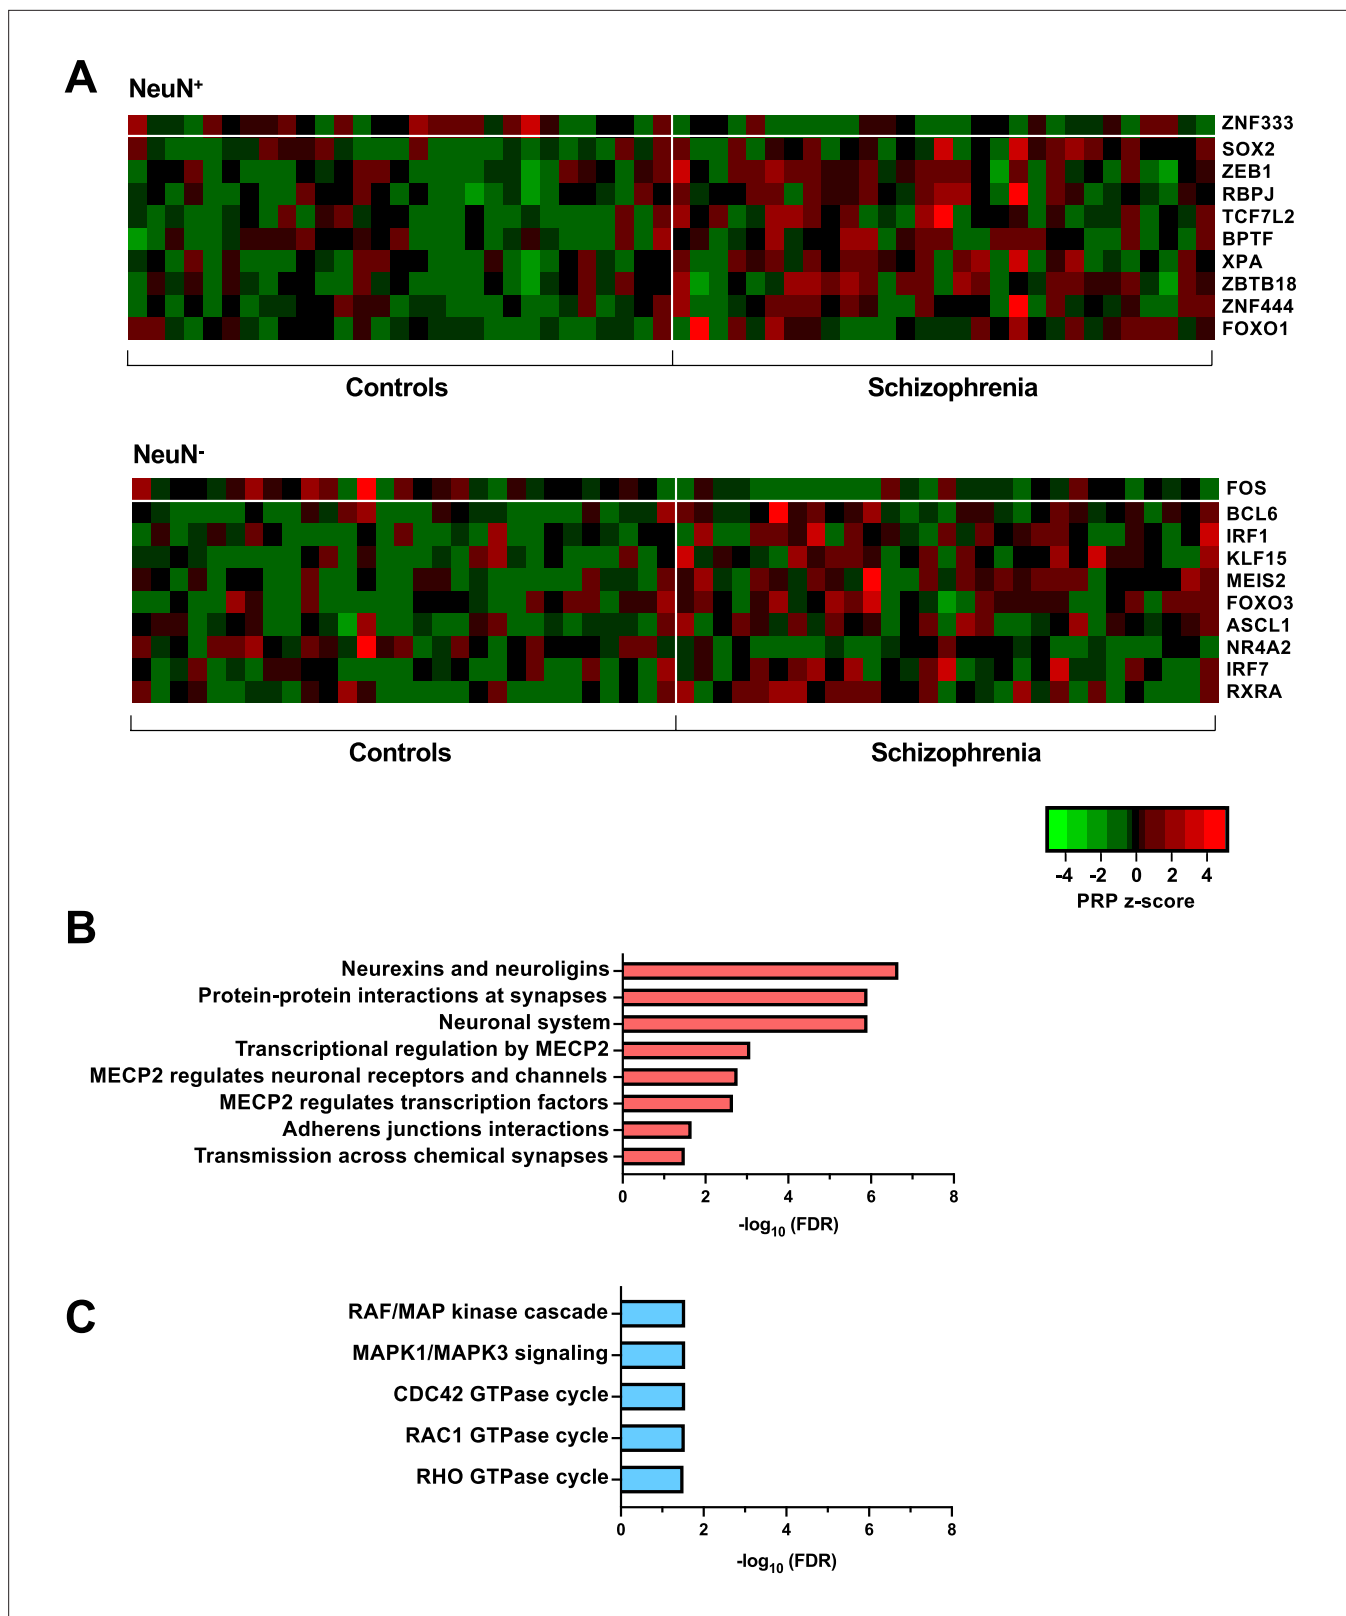 A
NeuN+
ZNF333
SOX2
ZEB1
RBPJ
TCF7L2
BPTF
XPA
ZBTB18
ZNF444
FOXO1
Controls Schizophrenia
NeuN-
FOS
BCL6
IRF1
KLF15
MEIS2
FOXO3
ASCL1
NR4A2
IRF7
RXRA
Controls Schizophrenia
-4 -2 0 2 4
PRP z-score
B
Neurexins and neuroligins
Protein-protein interactions at synapses
Neuronal system
Transcriptional regulation by MECP2
MECP2 regulates neuronal receptors and channels
MECP2 regulates transcription factors
Adherens junctions interactions
Transmission across chemical synapses
0 2 4 6 8
-log10 (FDR)
C
RAF/MAP kinase cascade
MAPK1/MAPK3 signaling
CDC42 GTPase cycle
RAC1 GTPase cycle
RHO GTPase cycle
0 2 4 6 8
-log10 (FDR)